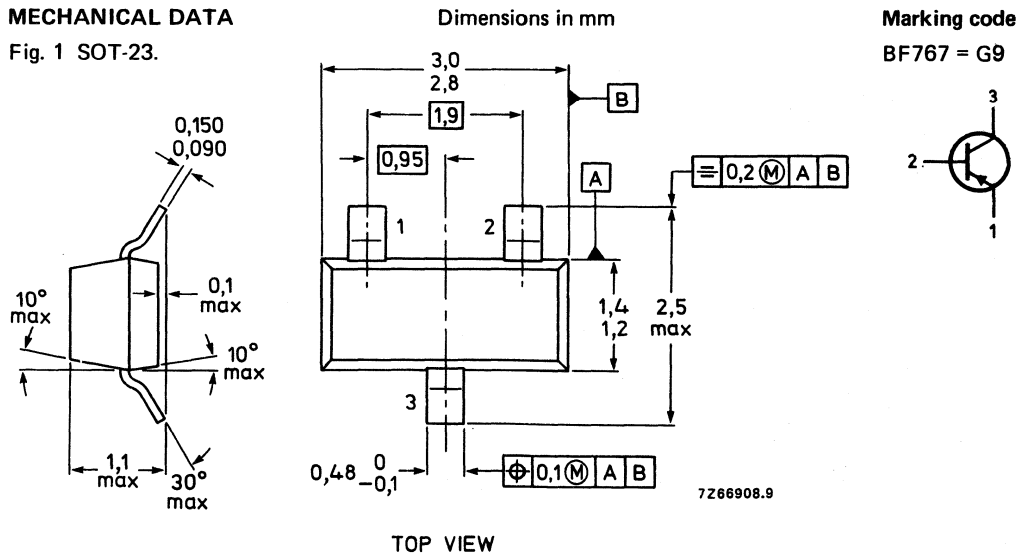 MECHANICAL DATA
Dimensions in mm
Marking code
Fig. 1 SOT-23.
BF767 = G9
3,0
2,8
B
1,9
3
0,150
0,090
0,95
2
A
0,2 Ⓜ A B
1
2
1
0,1
max
10°
max
1,4
1,2
2,5
max
10°
max
3
1,1
max
30°
max
0,48 0
−0,1
0,1 Ⓜ A B
7Z66908.9
TOP VIEW